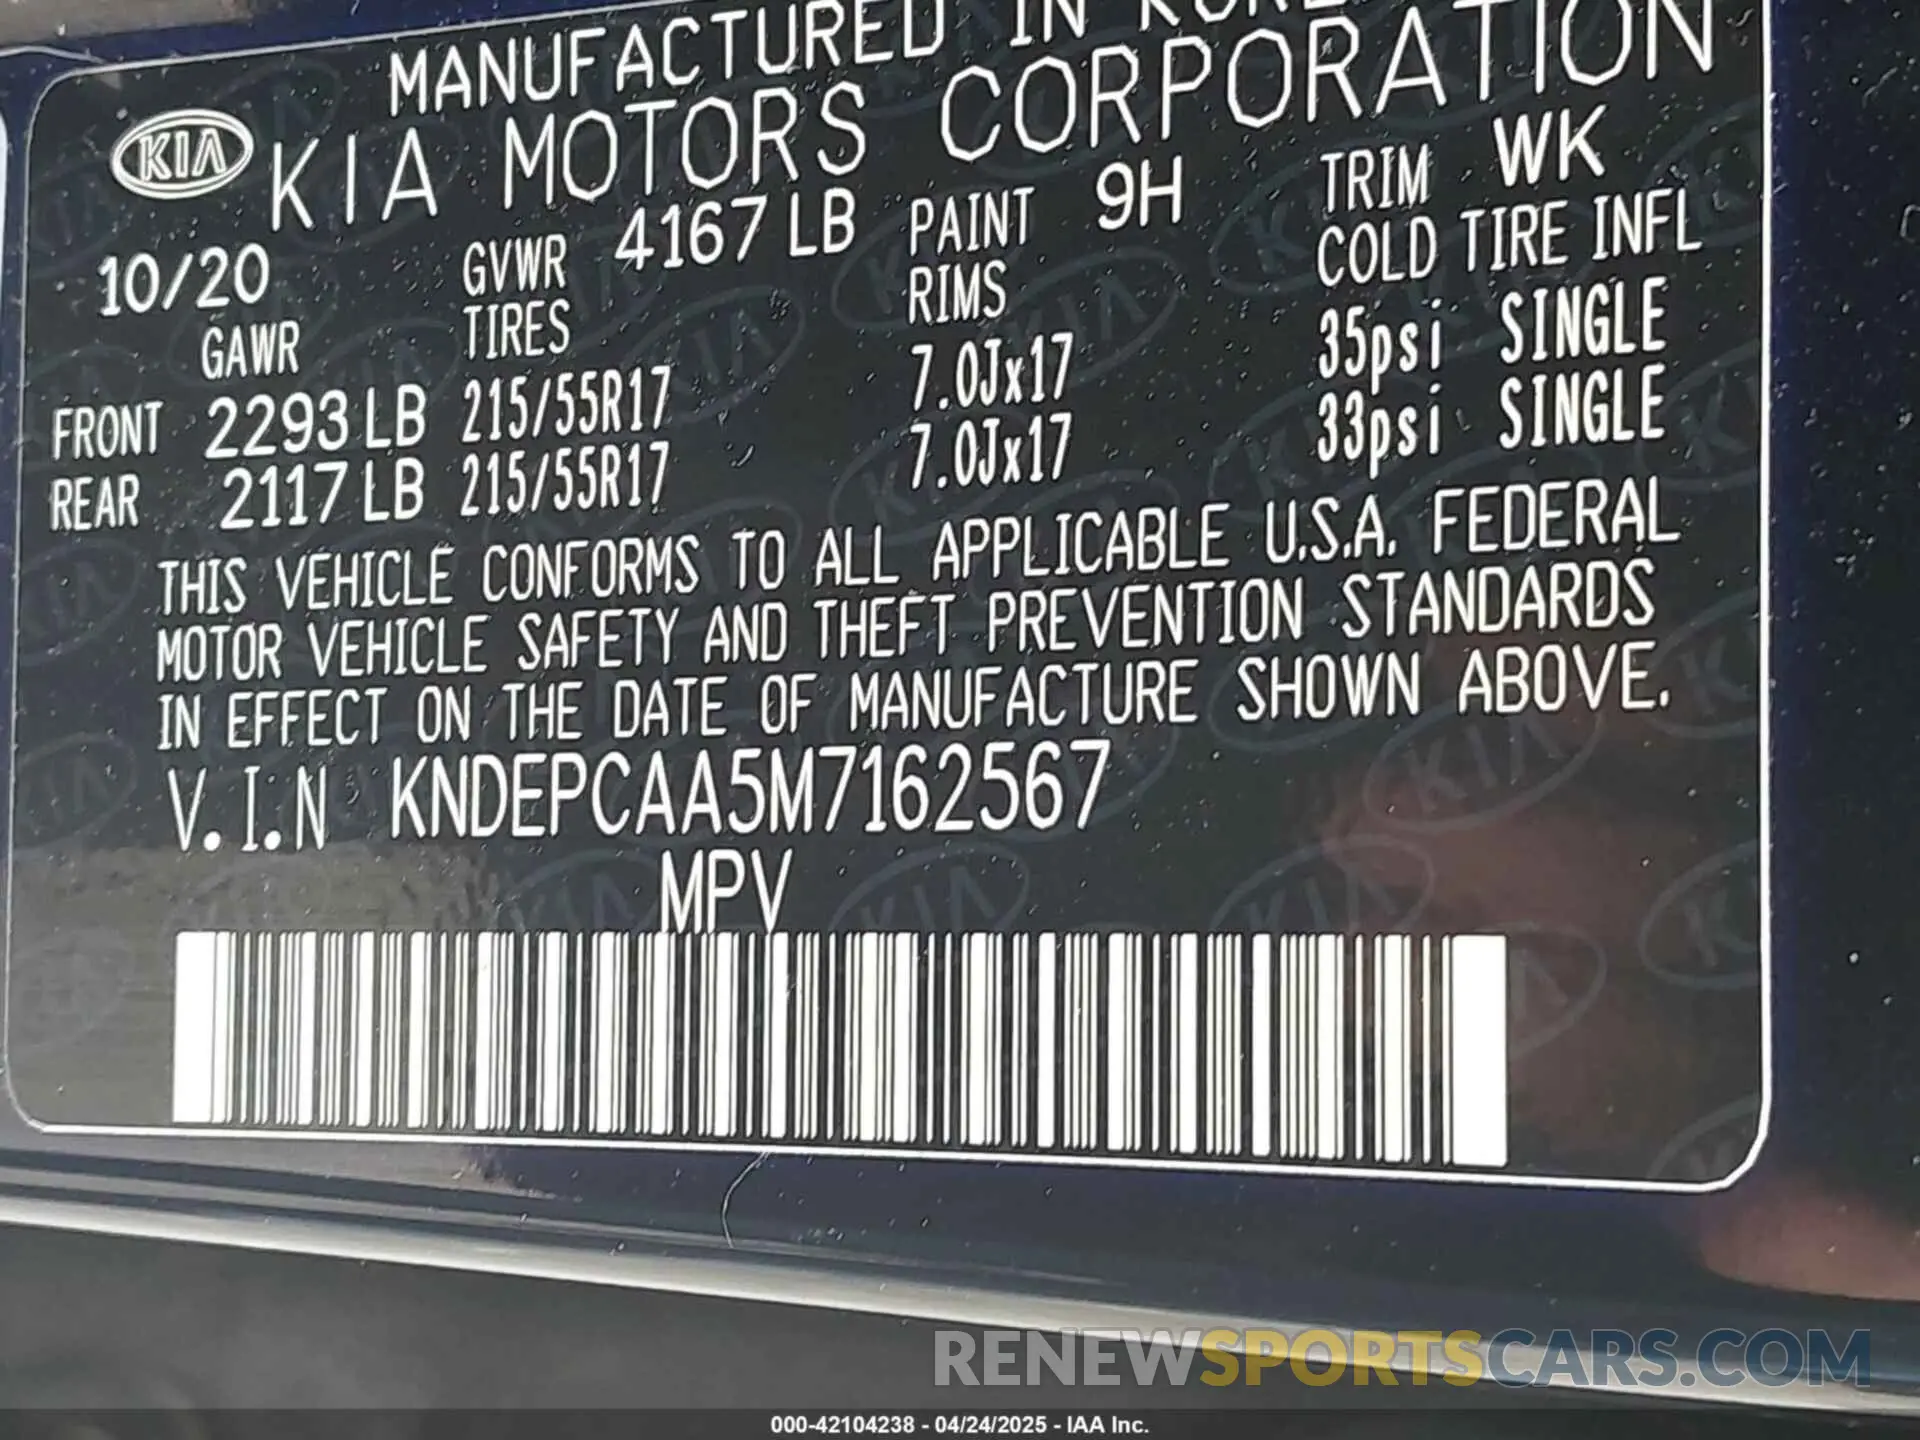 MANUFACTURED IN KORE
KIA KIA MOTORS CORPORATION
10/20 GVWR 4167 LB PAINT 9H TRIM WK
GAWR TIRES RIMS COLD TIRE INFL
FRONT 2293 LB 215/55R17 7.0Jx17 35psi SINGLE
REAR 2117 LB 215/55R17 7.0Jx17 33psi SINGLE
THIS VEHICLE CONFORMS TO ALL APPLICABLE U.S.A. FEDERAL
MOTOR VEHICLE SAFETY AND THEFT PREVENTION STANDARDS
IN EFFECT ON THE DATE OF MANUFACTURE SHOWN ABOVE.
V.I.N KNDEPCAA5M7162567
MPV
RENEWSPORTSCARS.COM
000-42104238 - 04/24/2025 - IAA Inc.